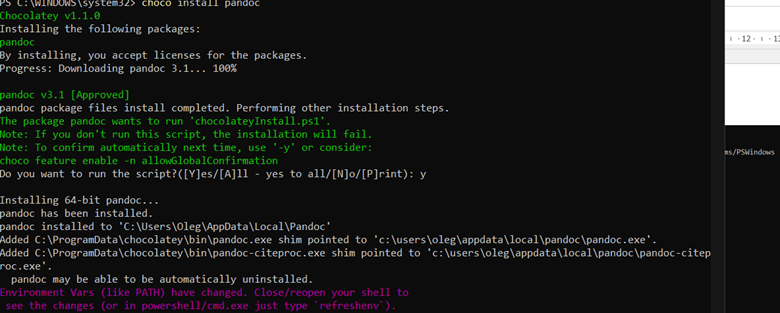 PS C:\WINDOWS\system32> choco install pandoc
Chocolatey v1.1.0
Installing the following packages:
pandoc
By installing, you accept licenses for the packages.
Progress: Downloading pandoc 3.1... 100%
pandoc v3.1 [Approved]
pandoc package files install completed. Performing other installation steps.
The package pandoc wants to run 'chocolateyInstall.ps1'.
Note: If you don't run this script, the installation will fail.
Note: To confirm automatically next time, use '-y' or consider:
choco feature enable -n allowGlobalConfirmation
Do you want to run the script?([Y]es/[A]ll - yes to all/[N]o/[P]rint): y
Installing 64-bit pandoc...
pandoc has been installed.
pandoc installed to 'C:\Users\Oleg\AppData\Local\Pandoc'
Added C:\ProgramData\chocolatey\bin\pandoc.exe shim pointed to 'c:\users\oleg\appdata\local\pandoc\pandoc.exe'.
Added C:\ProgramData\chocolatey\bin\pandoc-citeproc.exe shim pointed to 'c:\users\oleg\appdata\local\pandoc\pandoc-citep
roc.exe'.
pandoc may be able to be automatically uninstalled.
Environment Vars (like PATH) have changed. Close/reopen your shell to
see the changes (or in powershell/cmd.exe just type `refreshenv`).
12 13
ms/PSWindows